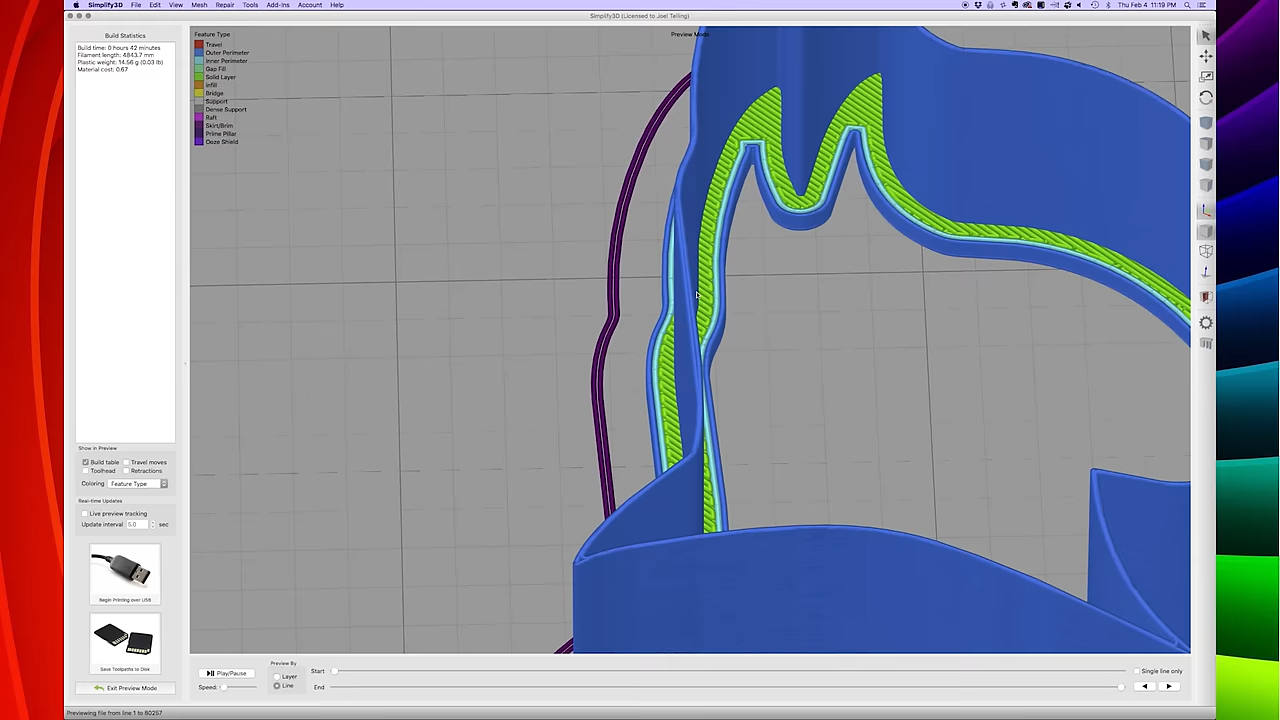 Simplify3D File Edit View Mesh Repair Tools Add-Ins Account Help Thu Feb 4 11:19 PM
Simplify3D (Licensed to Joel Telling)
Build Statistics
Build time: 0 hours 42 minutes
Filament length: 4843.7 mm
Plastic weight: 14.56 g (0.03 lb)
Material cost: 0.67
Feature Type
Travel
Outer Perimeter
Inner Perimeter
Gap Fill
Solid Layer
Infill
Bridge
Support
Dense Support
Raft
Skirt/Brim
Prime Pillar
Ooze Shield
Preview Mode
Show in Preview
Build table Travel moves
Toolhead Retractions
Coloring Feature Type
Real-time Updates
Live preview tracking
Update interval 5.0 sec
Begin Printing over USB
Save Toolpaths to Disk
Exit Preview Mode
Play/Pause
Speed:
Preview By
Layer
Line
Start
End
Single line only
Previewing file from line 1 to 80257